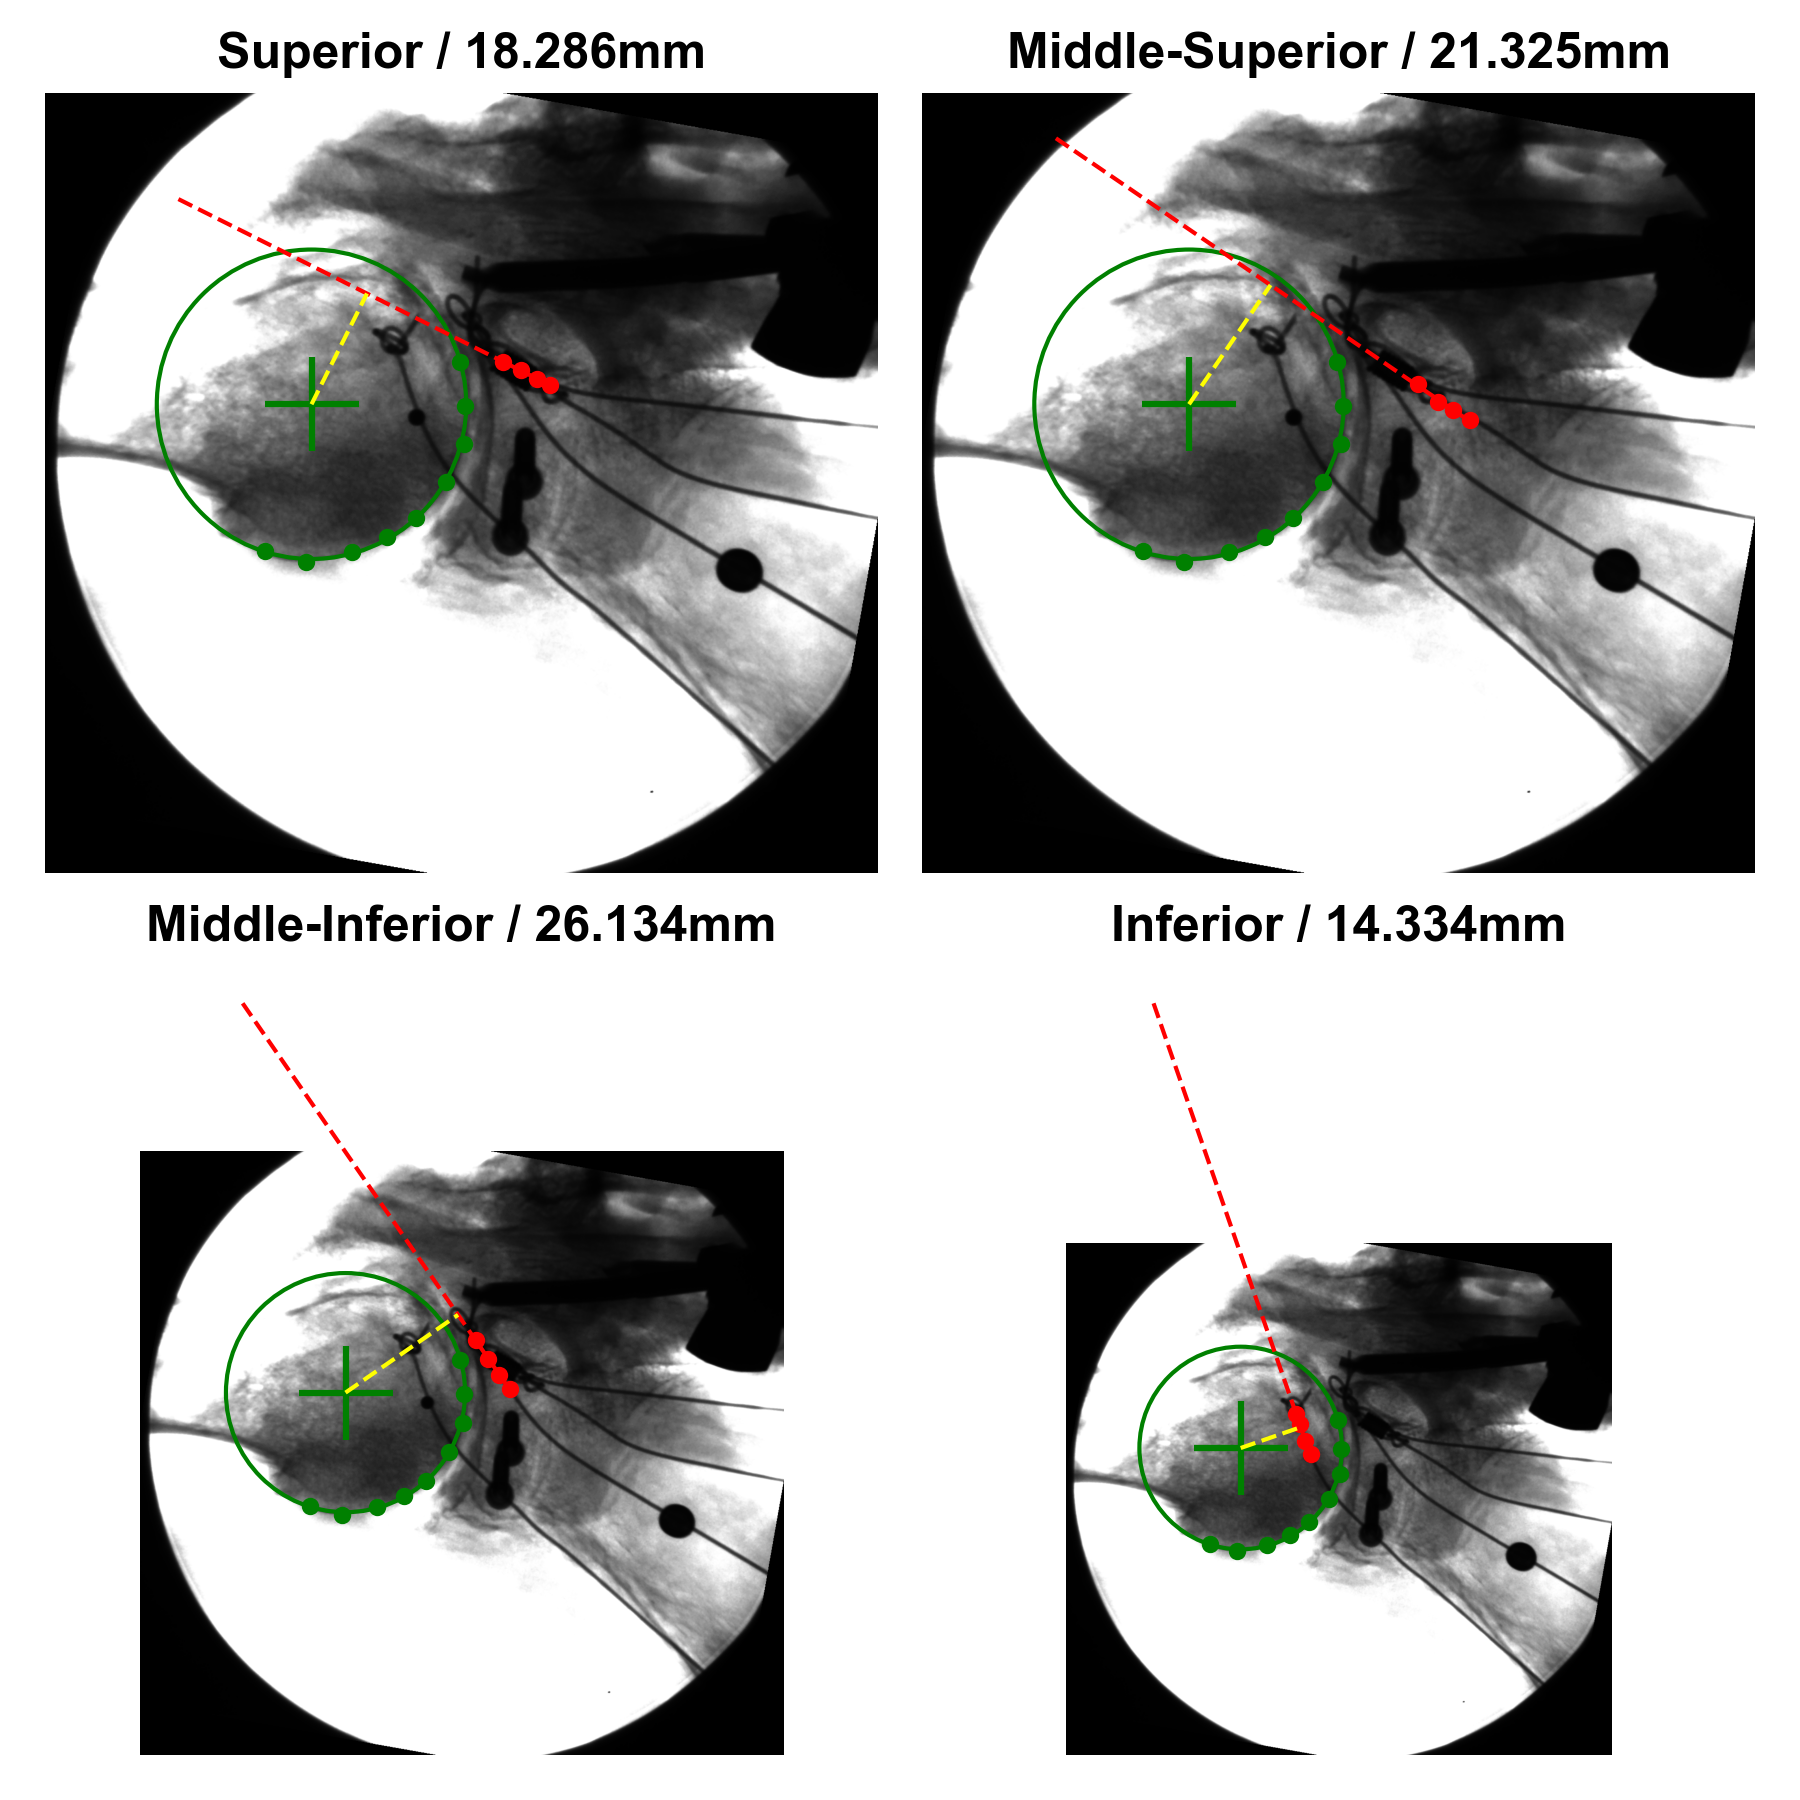 Superior / 18.286mm
Middle-Superior / 21.325mm
Middle-Inferior / 26.134mm
Inferior / 14.334mm